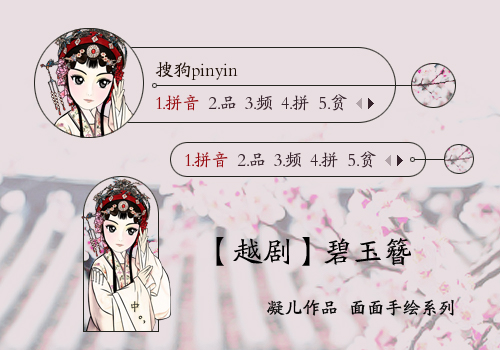 搜狗pinyin
1.拼音 2.品 3.频 4.拼 5.贫
1.拼音 2.品 3.频 4.拼 5.贫
【越剧】碧玉簪
中。
凝儿作品 面面手绘系列